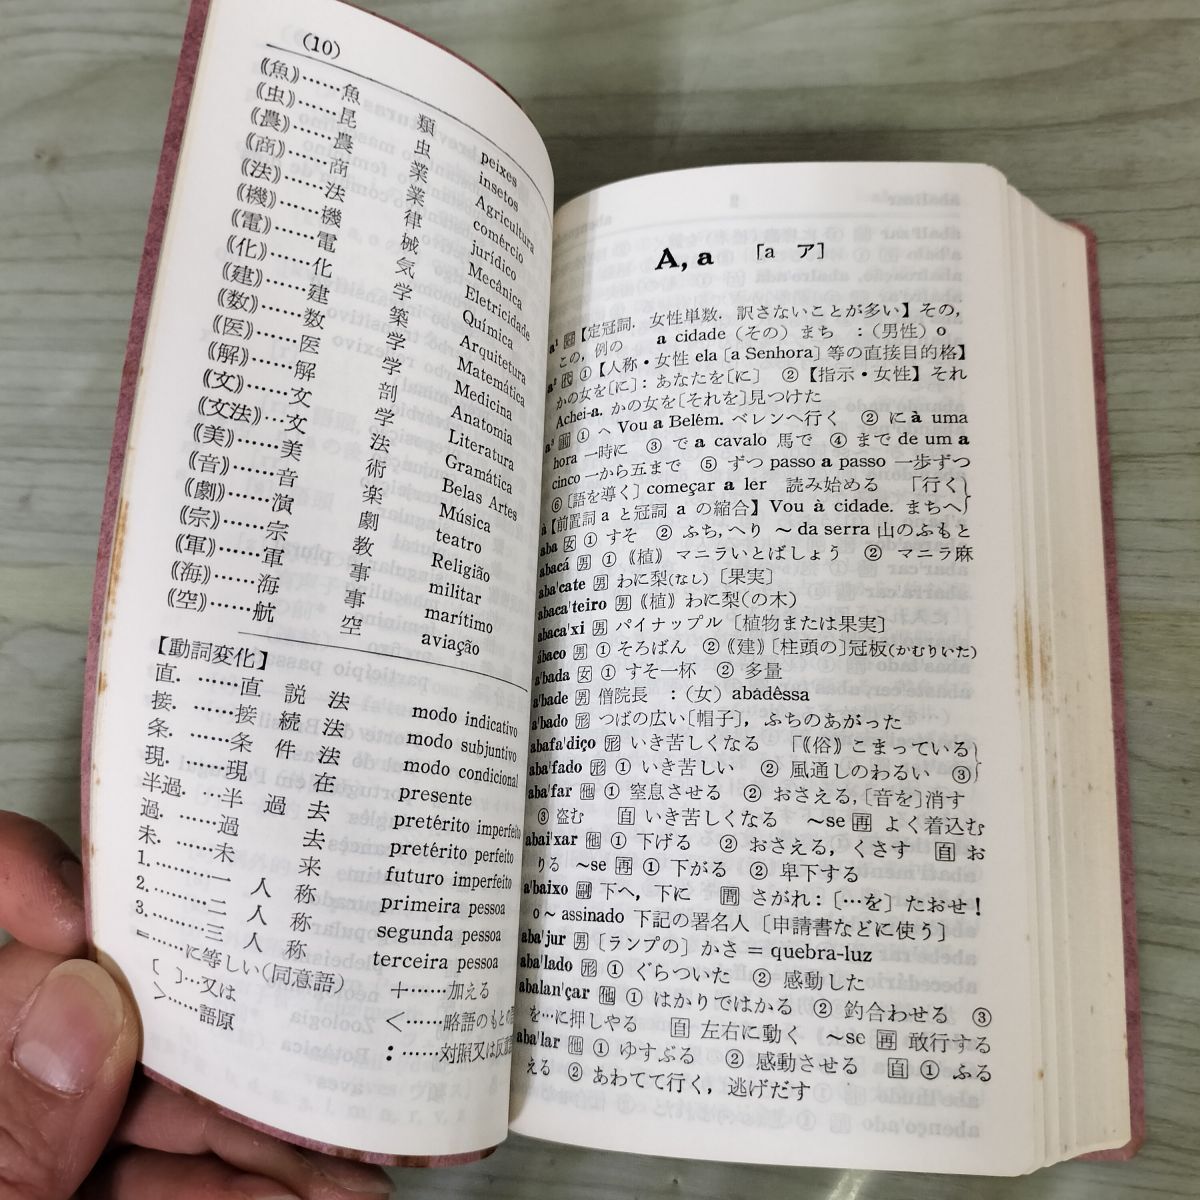 (10)
⟪魚⟫……魚　類　peixes
⟪虫⟫……昆　虫　insetos
⟪農⟫……農　業　Agricultura
⟪商⟫……商　業　comércio
⟪法⟫……法　律　jurídico
⟪機⟫……機　械　Mecânica
⟪電⟫……電　気　Eletricidade
⟪化⟫……化　学　Química
⟪建⟫……建　築　Arquitetura
⟪数⟫……数　学　Matemática
⟪医⟫……医　学　Medicina
⟪解⟫……解　剖　Anatomia
⟪文⟫……文　学　Literatura
⟪文法⟫…文　法　Gramática
⟪美⟫……美　術　Belas Artes
⟪音⟫……音　楽　Música
⟪劇⟫……演　劇　teatro
⟪宗⟫……宗　教　Religião
⟪軍⟫……軍　事　militar
⟪海⟫……海　事　marítimo
⟪空⟫……航　空　aviação
【動詞変化】
直. ……直説法　modo indicativo
接. ……接続法　modo subjuntivo
条. ……条件法　modo condicional
現. ……現　在　presente
半過. …半過去　pretérito imperfeito
過. ……過　去　pretérito perfeito
未. ……未　来　futuro imperfeito
1. ………一人称　primeira pessoa
2. ………二人称　segunda pessoa
3. ………三人称　terceira pessoa
=……に等しい(同意語)　＋……加える
〔　〕…又は　＜……略語のもとの
＞……語原　：……対照又は反意語
A, a　［a ア］
a¹ 冠【定冠詞. 女性単数. 訳さないことが多い】その,
この, 例の　a cidade (その) まち　：(男性) o
a² 代 ①【人称・女性 ela〔a Senhora〕等の直接目的格】
かの女を〔に〕: あなたを〔に〕 ②【指示・女性】それ
Achei-a. かの女を〔それを〕見つけた
a³ 前 ① へ Vou a Belém. ベレンへ行く ② に à uma
hora 一時に ③ で a cavalo 馬で ④ まで de um a
cinco 一から五まで ⑤ ずつ passo a passo 一歩ずつ
⑥〔語を導く〕começar a ler 読み始める 「行く
à【前置詞 a と冠詞 a の縮合】Vou à cidade. まちへ
aba 女 ① すそ ② ふち, へり ～da serra 山のふもと
abacá 男 ① ⟪植⟫ マニラいとばしょう ② マニラ麻
aba'cate 男 わに梨(なし)〔果実〕
abaca'teiro 男 ⟪植⟫ わに梨(の木)
abaca'xi 男 パイナップル〔植物または果実〕
ábaco 男 ① そろばん ② ⟪建⟫〔柱頭の〕冠板(かむりいた)
a'bada 女 ① すそ一杯 ② 多量
a'bade 男 僧院長　：(女) abadêssa
a'bado 形 つばの広い〔帽子〕, ふちのあがった
abafa'diço 形 いき苦しくなる 「⟪俗⟫ こまっている
aba'fado 形 ① いき苦しい ② 風通しのわるい ③
aba'far 他 ① 窒息させる ② おさえる,〔音を〕消す
③ 盗む 自 いき苦しくなる ～se 再 よく着込む
abai'xar 他 ① 下げる ② おさえる, くさす 自 お
りる ～se 再 ① 下がる ② 卑下する
a'baixo 副 下へ, 下に 間 さがれ：〔…を〕たおせ！
o ～ assinado 下記の署名人〔申請書などに使う〕
aba'jur 男〔ランプの〕かさ = quebra-luz
aba'lado 形 ① ぐらついた ② 感動した
abalan'çar 他 ① はかりではかる ② 釣合わせる ③
を…に押しやる 自 左右に動く ～se 再 敢行する
aba'lar 他 ① ゆすぶる ② 感動させる 自 ① ふる
える ② あわてて行く, 逃げだす